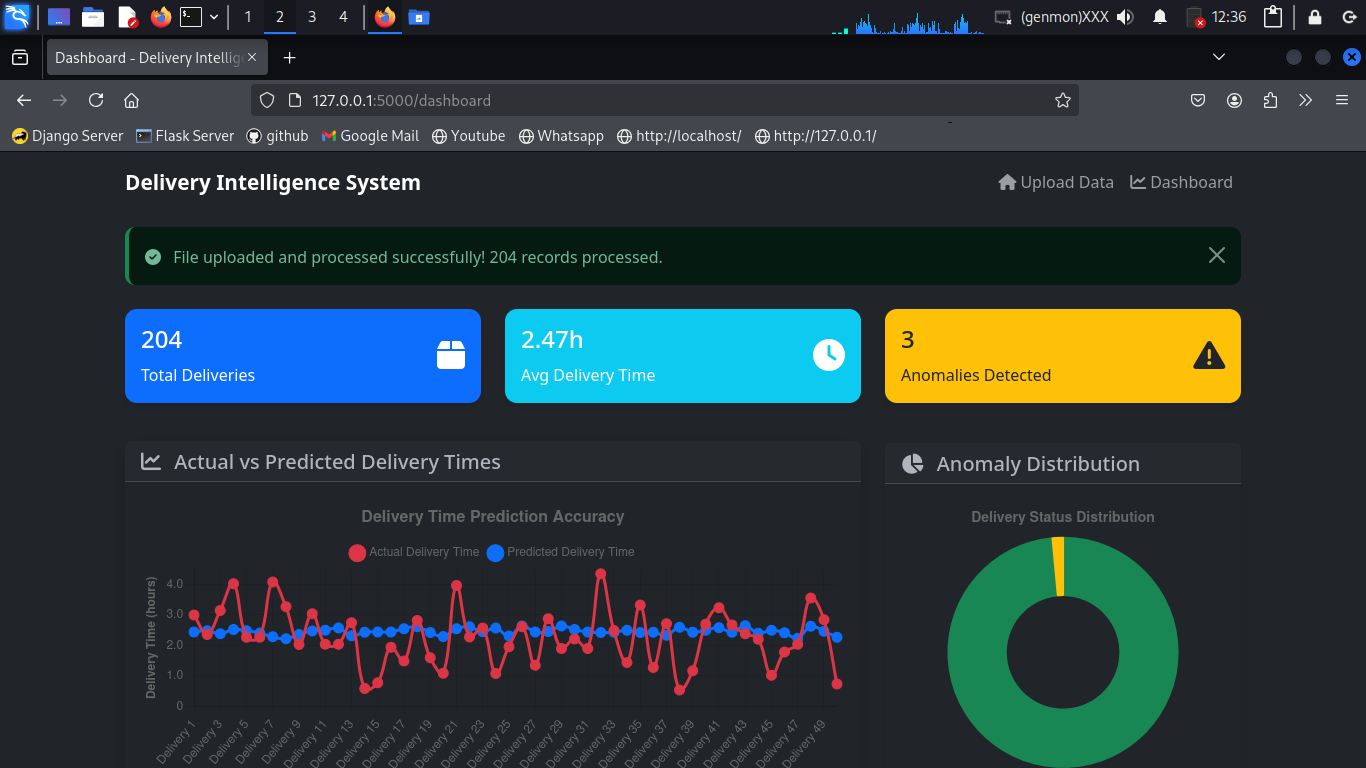 1 2 3 4 (genmon)XXX 12:36
Dashboard - Delivery Intellig
127.0.0.1:5000/dashboard
Django Server Flask Server github Google Mail Youtube Whatsapp http://localhost/ http://127.0.0.1/
Delivery Intelligence System Upload Data Dashboard
File uploaded and processed successfully! 204 records processed.
204
Total Deliveries
2.47h
Avg Delivery Time
3
Anomalies Detected
Actual vs Predicted Delivery Times
Delivery Time Prediction Accuracy
Actual Delivery Time Predicted Delivery Time
Delivery Time (hours)
4.0
3.0
2.0
1.0
0
Delivery 1 Delivery 3 Delivery 5 Delivery 7 Delivery 9 Delivery 11 Delivery 13 Delivery 15 Delivery 17 Delivery 19 Delivery 21 Delivery 23 Delivery 25 Delivery 27 Delivery 29 Delivery 31 Delivery 33 Delivery 35 Delivery 37 Delivery 39 Delivery 41 Delivery 43 Delivery 45 Delivery 47 Delivery 49
Anomaly Distribution
Delivery Status Distribution